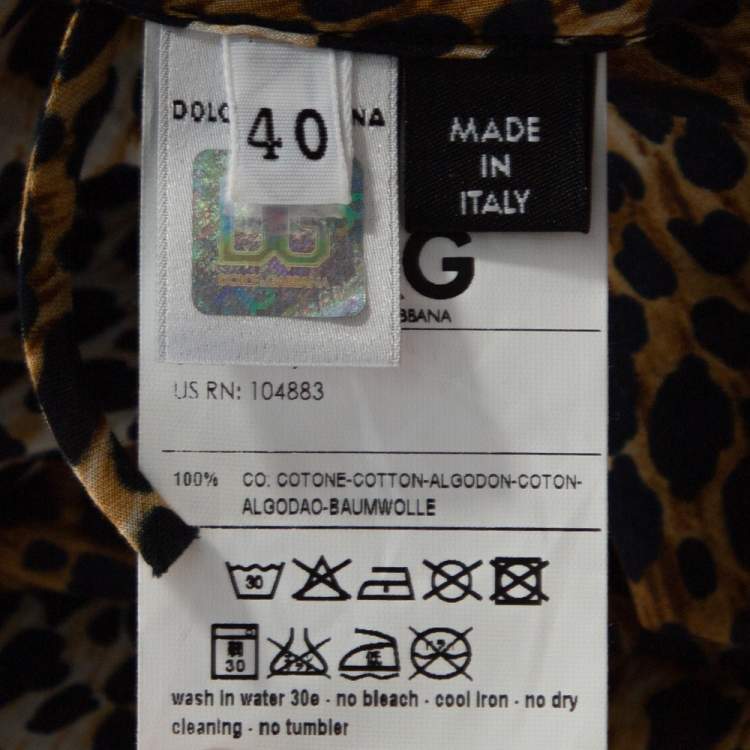 DOLC NA
40
MADE
IN
ITALY
G
BBANA
US RN: 104883
100% CO: COTONE-COTTON-ALGODON-COTON-
ALGODAO-BAUMWOLLE
30
30
低
wash in water 30e - no bleach - cool iron - no dry
cleaning - no tumbler